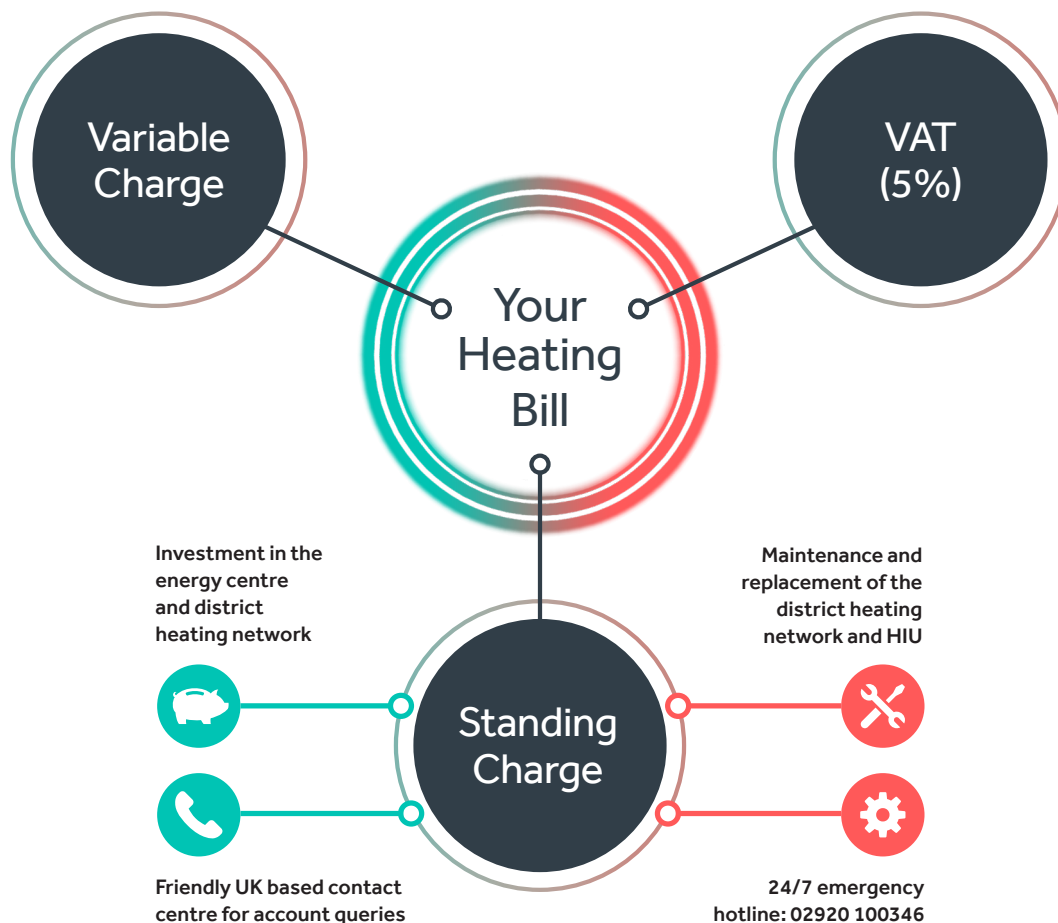 Variable
Charge
VAT
(5%)
Your
Heating
Bill
Investment in the
energy centre
and district
heating network
Maintenance and
replacement of the
district heating
network and HIU
Standing
Charge
Friendly UK based contact
centre for account queries
24/7 emergency
hotline: 02920 100346